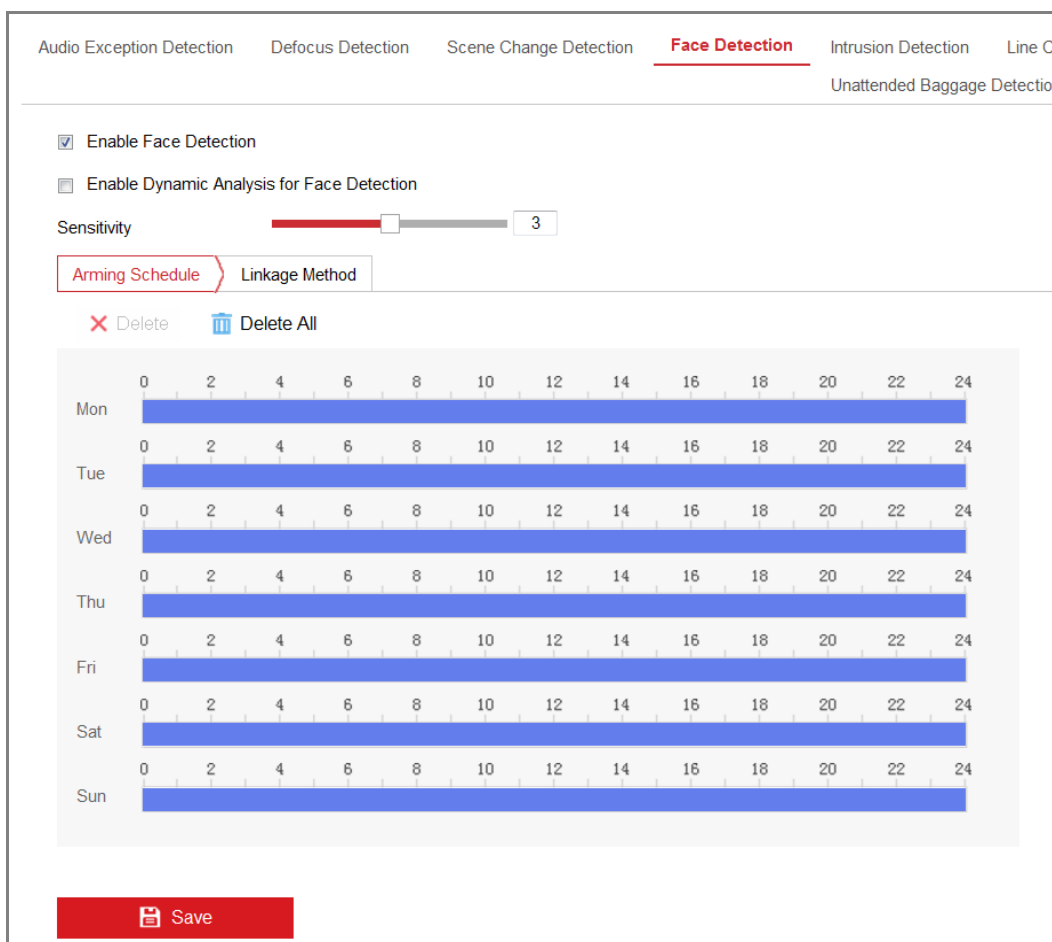 Audio Exception Detection Defocus Detection Scene Change Detection Face Detection Intrusion Detection Line C
Unattended Baggage Detectio
Enable Face Detection
Enable Dynamic Analysis for Face Detection
Sensitivity 3
Arming Schedule Linkage Method
Delete Delete All
0 2 4 6 8 10 12 14 16 18 20 22 24
Mon
0 2 4 6 8 10 12 14 16 18 20 22 24
Tue
0 2 4 6 8 10 12 14 16 18 20 22 24
Wed
0 2 4 6 8 10 12 14 16 18 20 22 24
Thu
0 2 4 6 8 10 12 14 16 18 20 22 24
Fri
0 2 4 6 8 10 12 14 16 18 20 22 24
Sat
0 2 4 6 8 10 12 14 16 18 20 22 24
Sun
Save